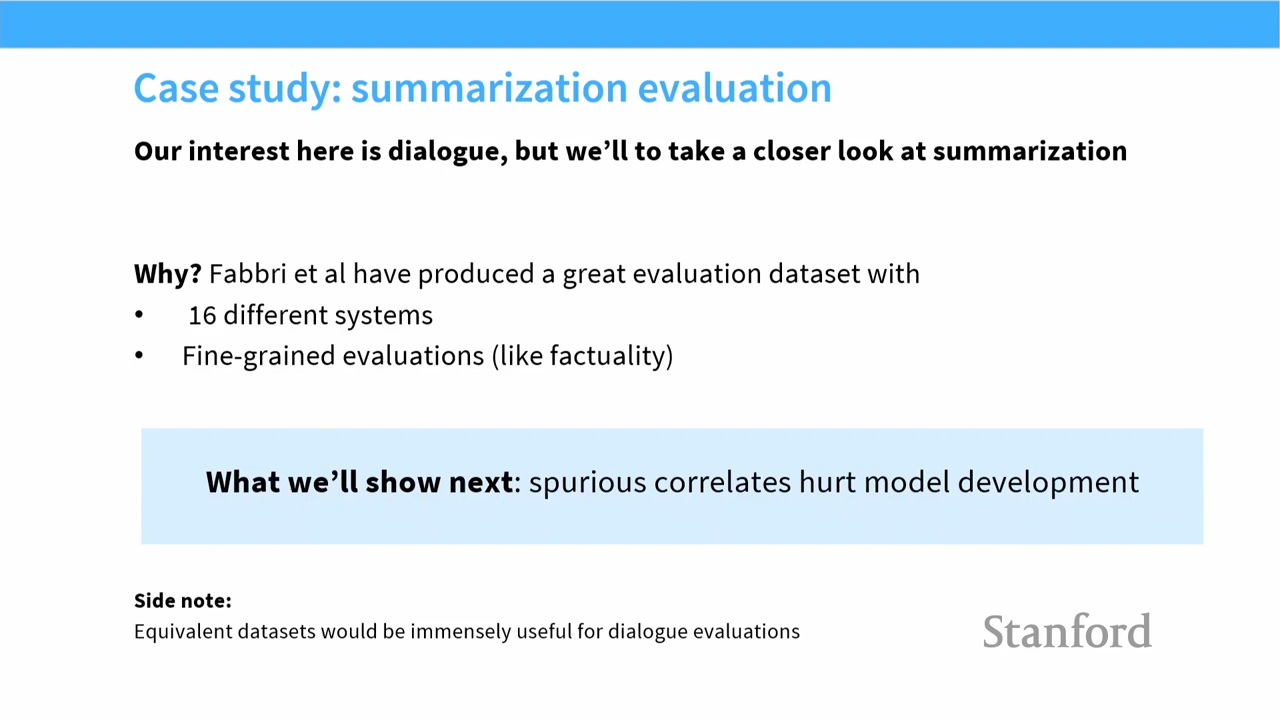 Case study: summarization evaluation
Our interest here is dialogue, but we’ll to take a closer look at summarization
Why? Fabbri et al have produced a great evaluation dataset with
• 16 different systems
• Fine-grained evaluations (like factuality)
What we’ll show next: spurious correlates hurt model development
Side note:
Equivalent datasets would be immensely useful for dialogue evaluations
Stanford